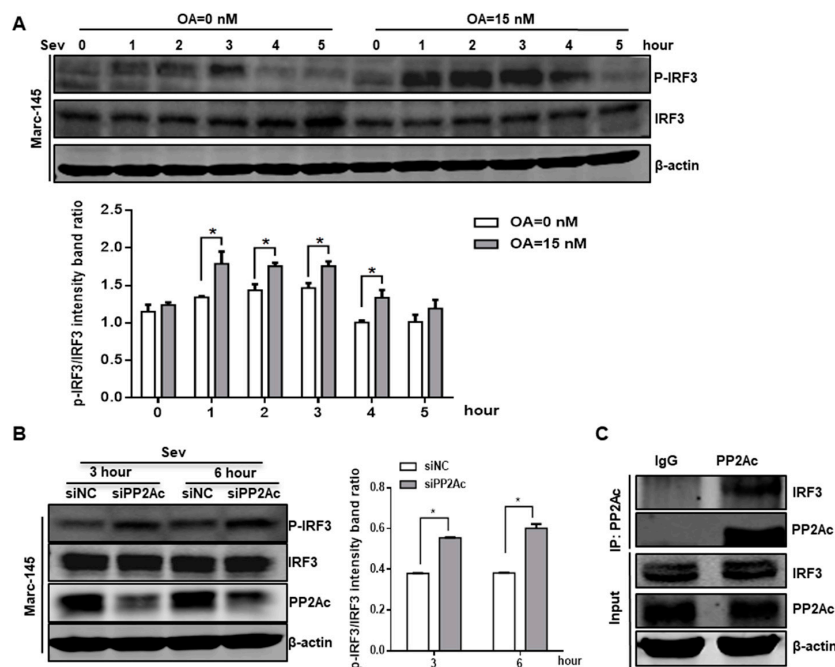 A
OA=0 nM OA=15 nM
Sev 0 1 2 3 4 5 0 1 2 3 4 5 hour
Marc-145
P-IRF3
IRF3
β-actin
p-IRF3/IRF3 intensity band ratio
2.5
2.0
1.5
1.0
0.5
0.0
* * * *
OA=0 nM
OA=15 nM
0 1 2 3 4 5 hour
B
Sev
3 hour 6 hour
siNC siPP2Ac siNC siPP2Ac
Marc-145
P-IRF3
IRF3
PP2Ac
β-actin
p-IRF3/IRF3 intensity band ratio
siNC
siPP2Ac
0.8
0.6
0.4
0.2
0.0
* *
3 6 hour
C
IgG PP2Ac
IP: PP2Ac
IRF3
PP2Ac
Input
IRF3
PP2Ac
β-actin